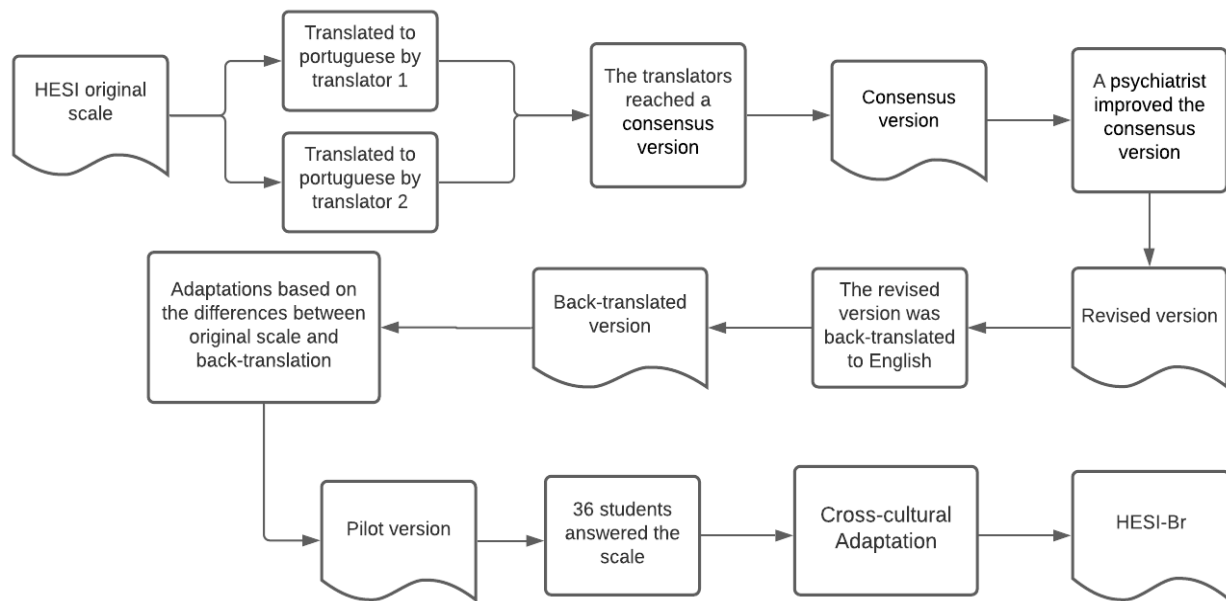 HESI original
scale
Translated to
portuguese by
translator 1
Translated to
portuguese by
translator 2
The translators
reached a
consensus
version
Consensus
version
A psychiatrist
improved the
consensus
version
Revised version
The revised
version was
back-translated
to English
Back-translated
version
Adaptations based on
the differences between
original scale and
back-translation
Pilot version
36 students
answered the
scale
Cross-cultural
Adaptation
HESI-Br